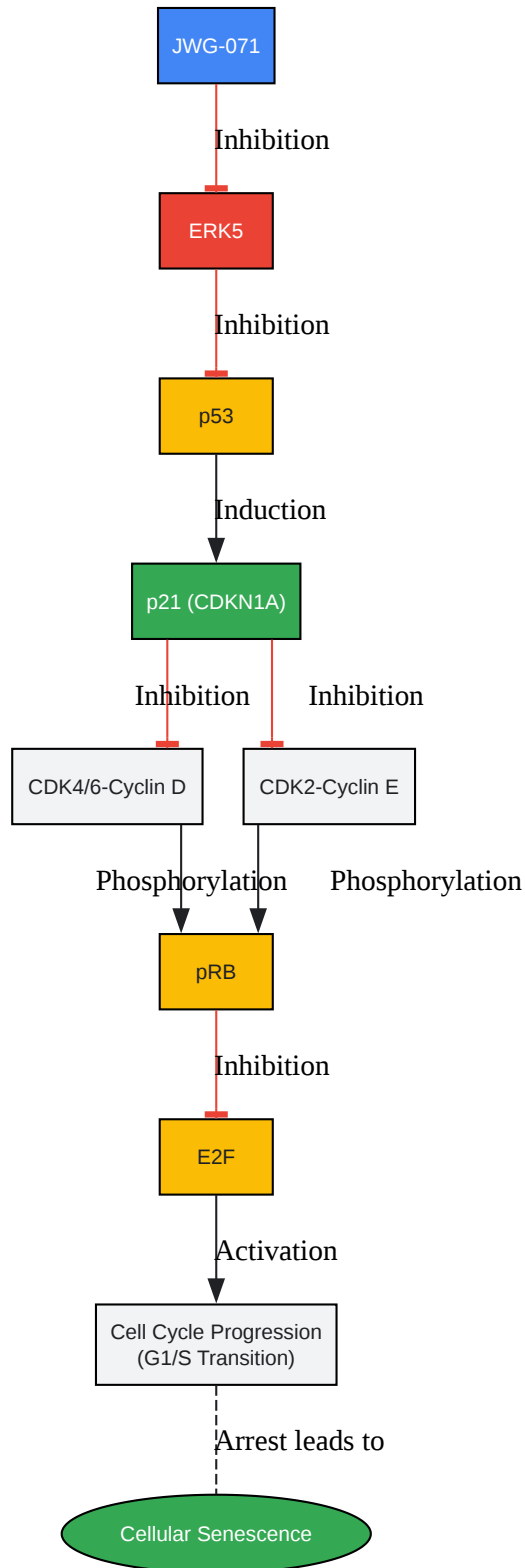 JWG-071
Inhibition
ERK5
Inhibition
p53
Induction
p21 (CDKN1A)
Inhibition
Inhibition
CDK4/6-Cyclin D
CDK2-Cyclin E
Phosphorylation
Phosphorylation
pRB
Inhibition
E2F
Activation
Cell Cycle Progression
(G1/S Transition)
Arrest leads to
Cellular Senescence